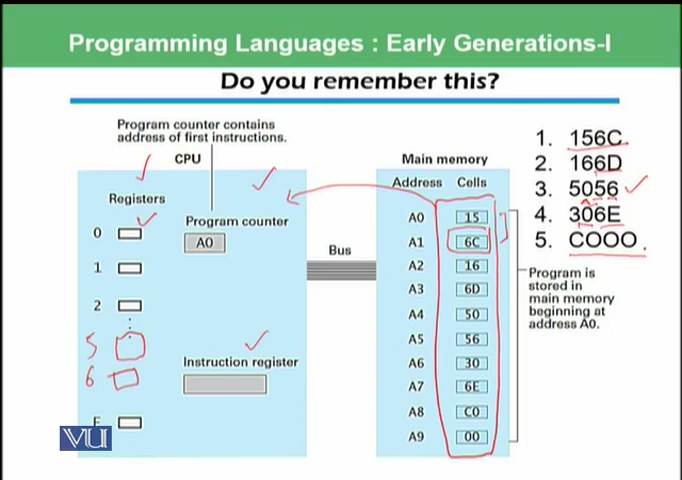 Programming Languages : Early Generations-I
Do you remember this?
Program counter contains
address of first instructions.
CPU
Registers
0
1
2
5
6
F
Program counter
A0
Instruction register
Bus
Main memory
Address Cells
A0 15
A1 6C
A2 16
A3 6D
A4 50
A5 56
A6 30
A7 6E
A8 C0
A9 00
Program is
stored in
main memory
beginning at
address A0.
1. 156C
2. 166D
3. 5056
4. 306E
5. COOO
VU